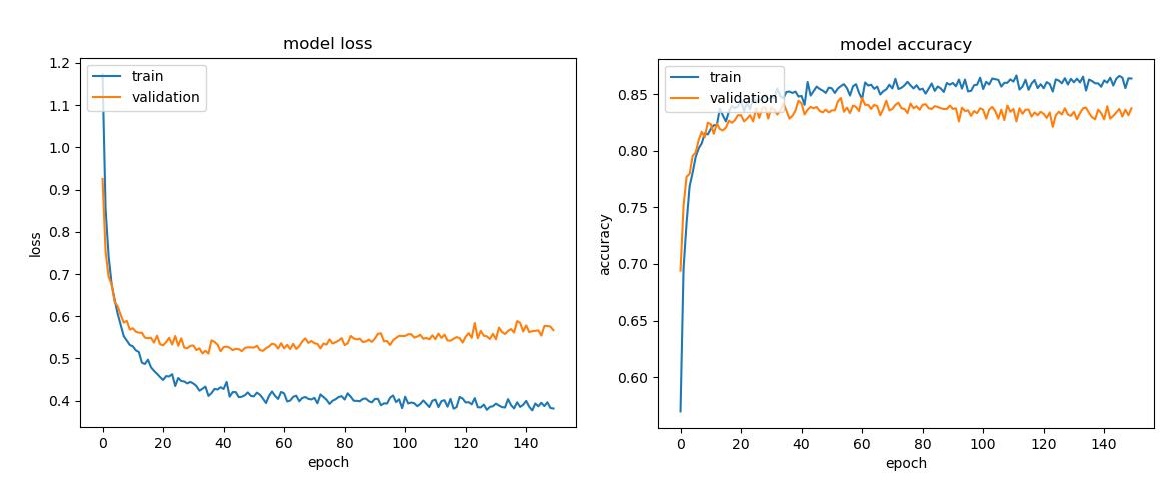 model loss
train
validation
1.2
1.1
1.0
0.9
0.8
0.7
0.6
0.5
0.4
loss
0 20 40 60 80 100 120 140
epoch
model accuracy
train
validation
0.85
0.80
0.75
0.70
0.65
0.60
accuracy
0 20 40 60 80 100 120 140
epoch